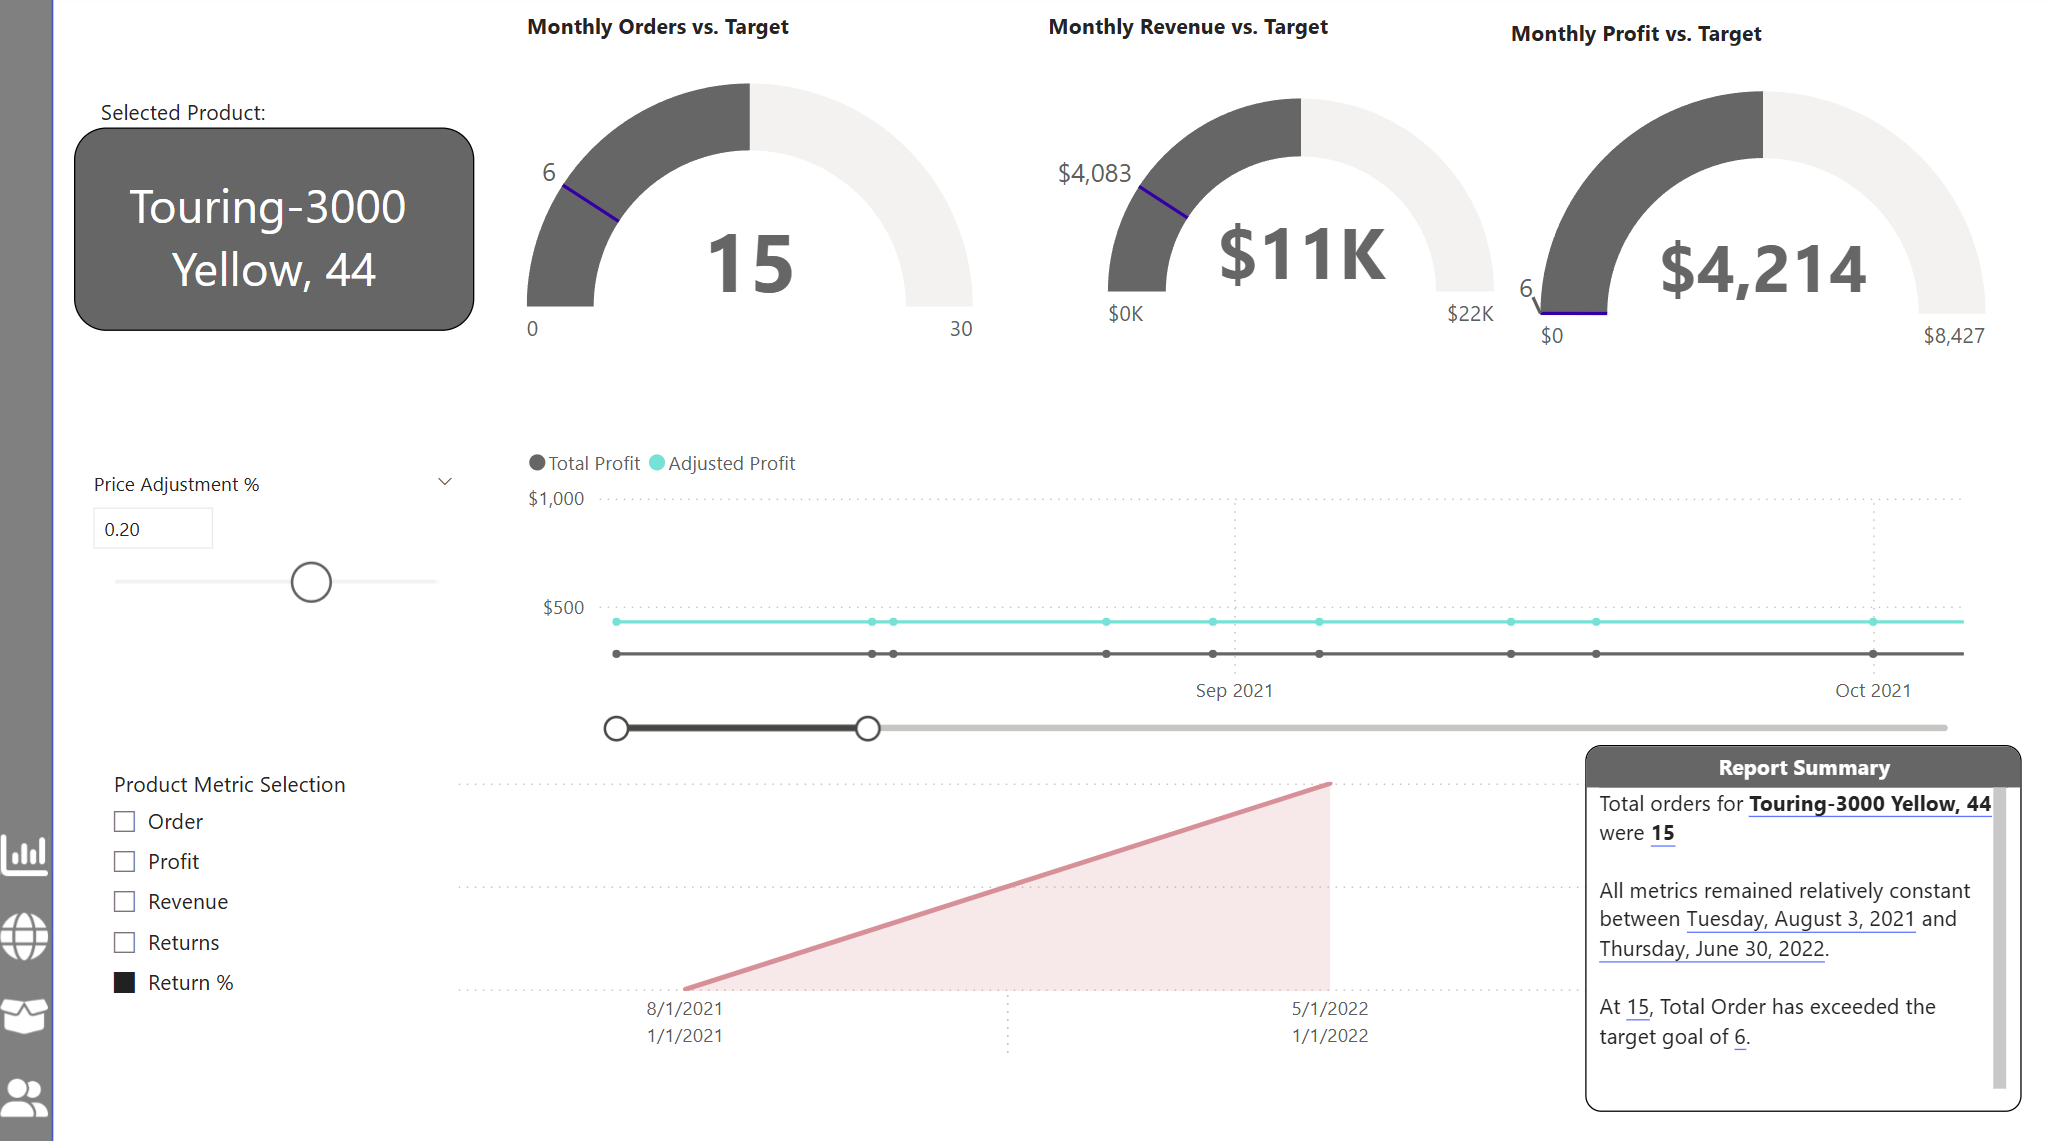 Monthly Orders vs. Target
Monthly Revenue vs. Target
Monthly Profit vs. Target
Selected Product:
Touring-3000
Yellow, 44
6
15
0
30
$4,083
$11K
$0K
$22K
6
$4,214
$0
$8,427
Price Adjustment %
0.20
Total Profit
Adjusted Profit
$1,000
$500
Sep 2021
Oct 2021
Product Metric Selection
Order
Profit
Revenue
Returns
Return %
8/1/2021
1/1/2021
5/1/2022
1/1/2022
Report Summary
Total orders for Touring-3000 Yellow, 44
were 15
All metrics remained relatively constant
between Tuesday, August 3, 2021 and
Thursday, June 30, 2022.
At 15, Total Order has exceeded the
target goal of 6.